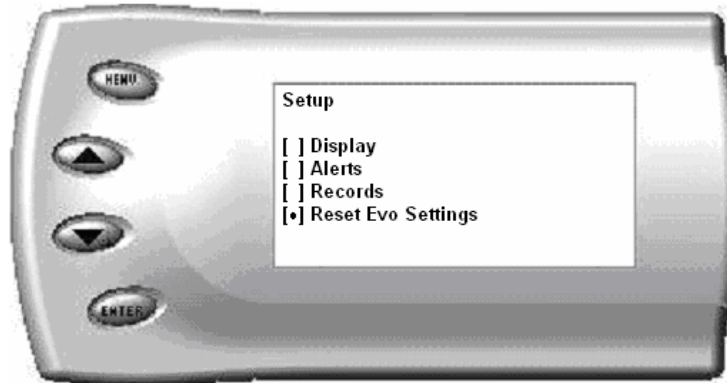 MENU
Setup
[ ] Display
[ ] Alerts
[ ] Records
[•] Reset Evo Settings
ENTER